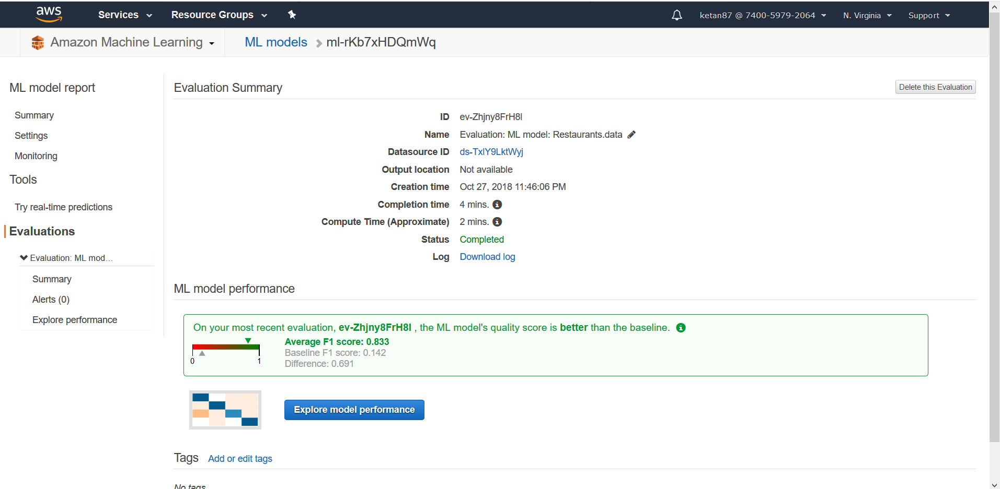 aws Services Resource Groups ketan87 @ 7400-5979-2064 N. Virginia Support
Amazon Machine Learning ML models ml-rKb7xHDQmWq
ML model report
Summary
Settings
Monitoring
Tools
Try real-time predictions
Evaluations
Evaluation: ML mod...
Summary
Alerts (0)
Explore performance
Evaluation Summary Delete this Evaluation
ID ev-Zhjny8FrH8I
Name Evaluation: ML model: Restaurants.data
Datasource ID ds-TxlY9LktWyj
Output location Not available
Creation time Oct 27, 2018 11:46:06 PM
Completion time 4 mins.
Compute Time (Approximate) 2 mins.
Status Completed
Log Download log
ML model performance
On your most recent evaluation, ev-Zhjny8FrH8I , the ML model's quality score is better than the baseline.
Average F1 score: 0.833
Baseline F1 score: 0.142
Difference: 0.691
0 1
Explore model performance
Tags Add or edit tags
No tags